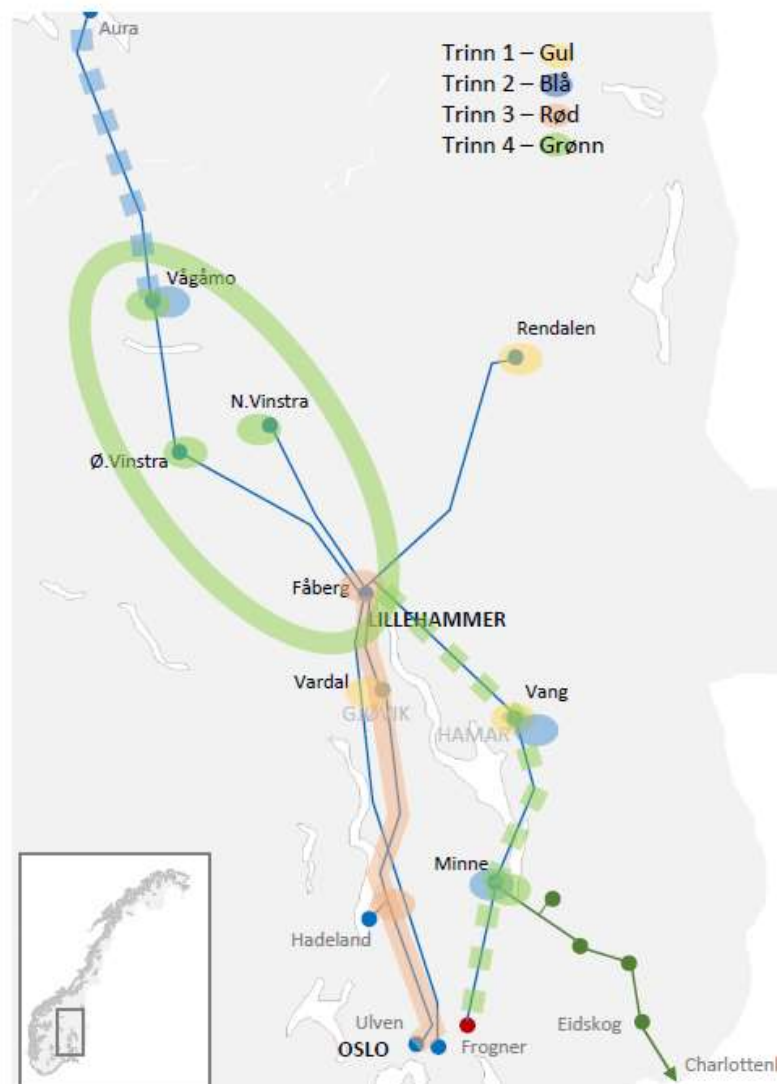 Aura
Trinn 1 – Gul
Trinn 2 – Blå
Trinn 3 – Rød
Trinn 4 – Grønn
Vågåmo
Rendalen
N.Vinstra
Ø.Vinstra
Fåberg
LILLEHAMMER
Vardal
Vang
GJØVIK
HAMAR
Minne
Hadeland
Ulven
Eidskog
OSLO
Frogner
Charlottenl